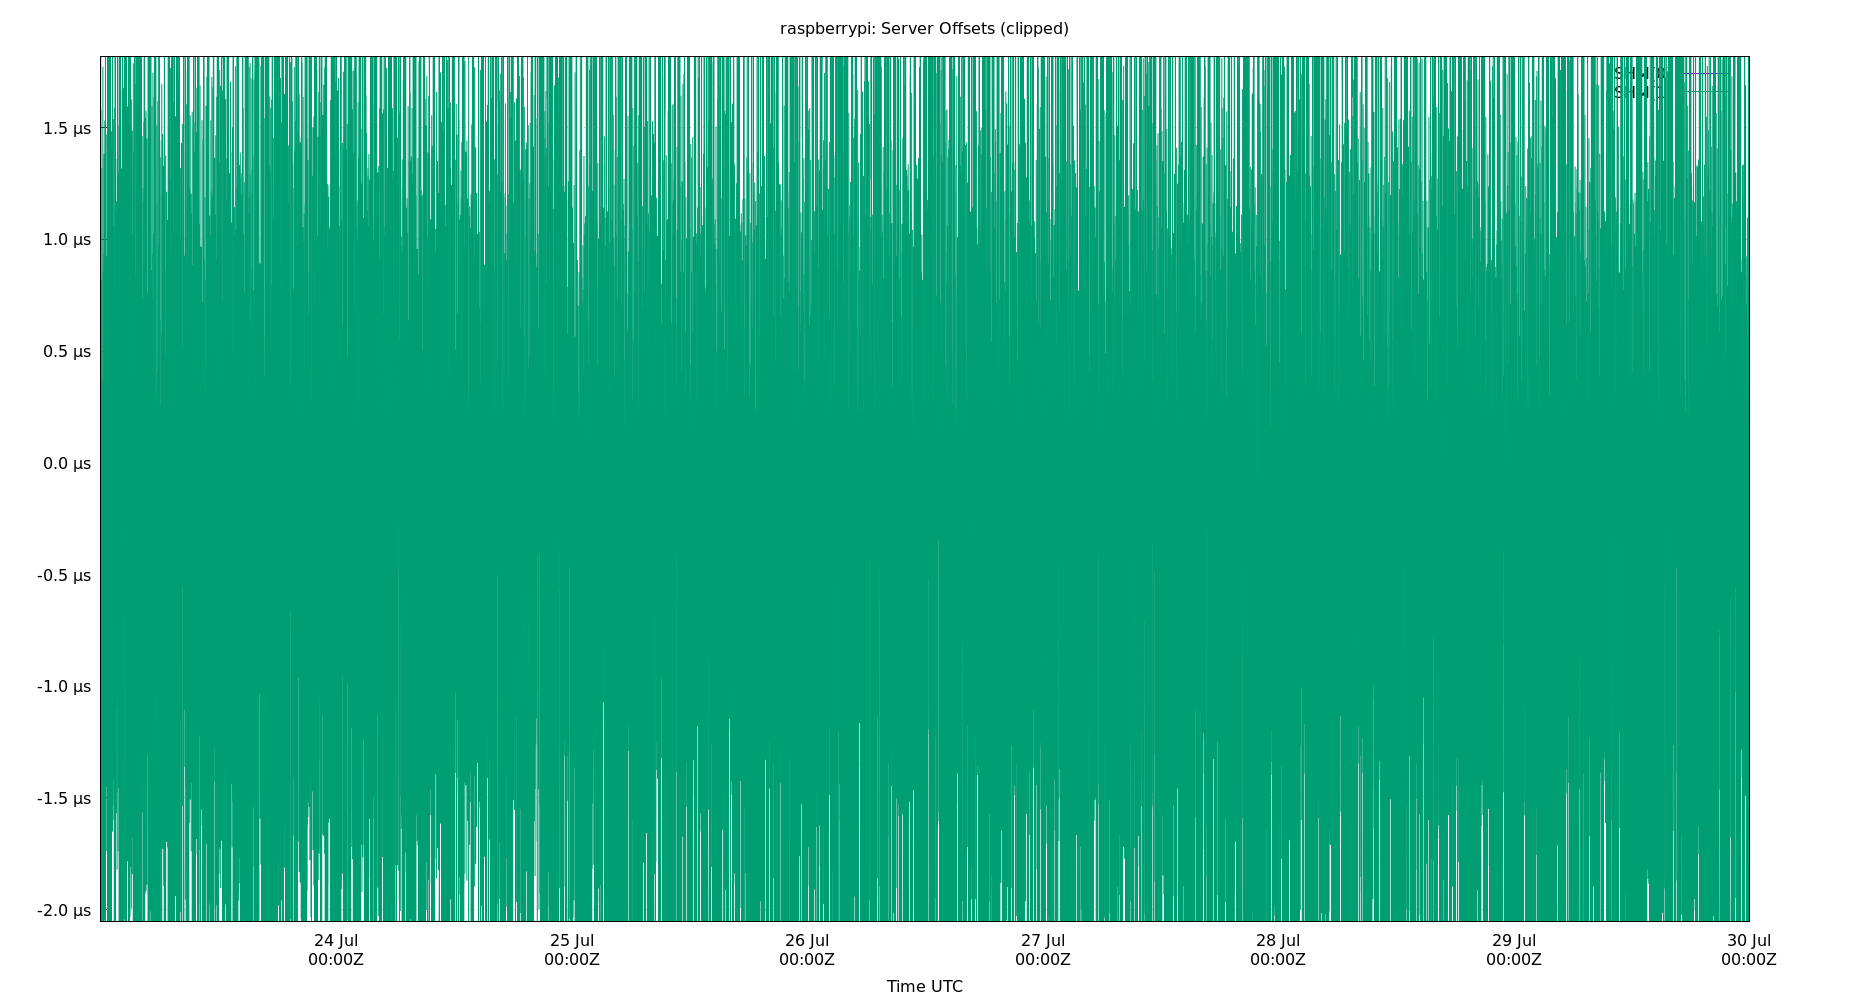 raspberrypi: Server Offsets (clipped)
1.5 µs
1.0 µs
0.5 µs
0.0 µs
-0.5 µs
-1.0 µs
-1.5 µs
-2.0 µs
24 Jul 25 Jul 26 Jul 27 Jul 28 Jul 29 Jul 30 Jul
00:00Z 00:00Z 00:00Z 00:00Z 00:00Z 00:00Z 00:00Z
Time UTC